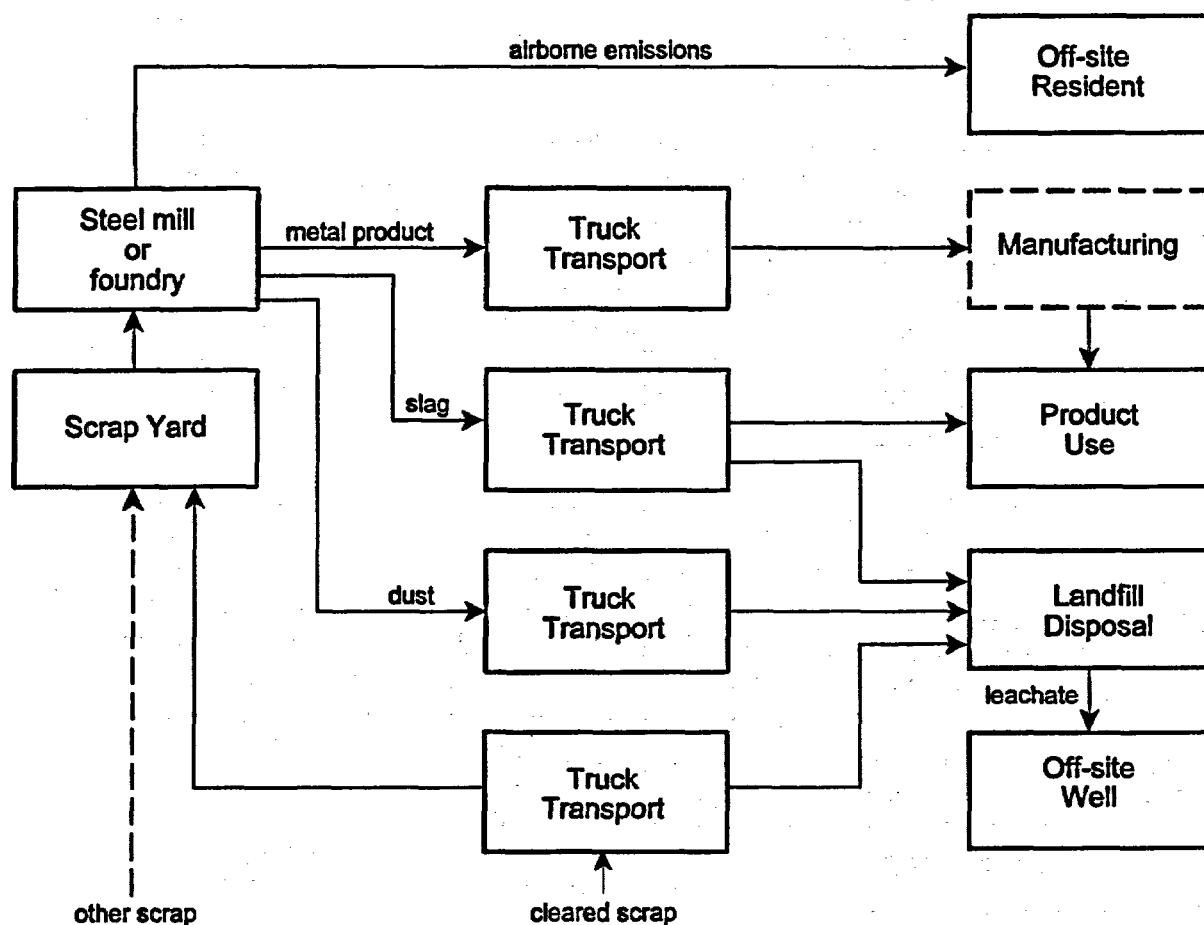 airborne emissions
Off-site
Resident
Steel mill
or
foundry
metal product
Truck
Transport
Manufacturing
Scrap Yard
slag
Truck
Transport
Product
Use
dust
Truck
Transport
Landfill
Disposal
leachate
Truck
Transport
Off-site
Well
other scrap
cleared scrap